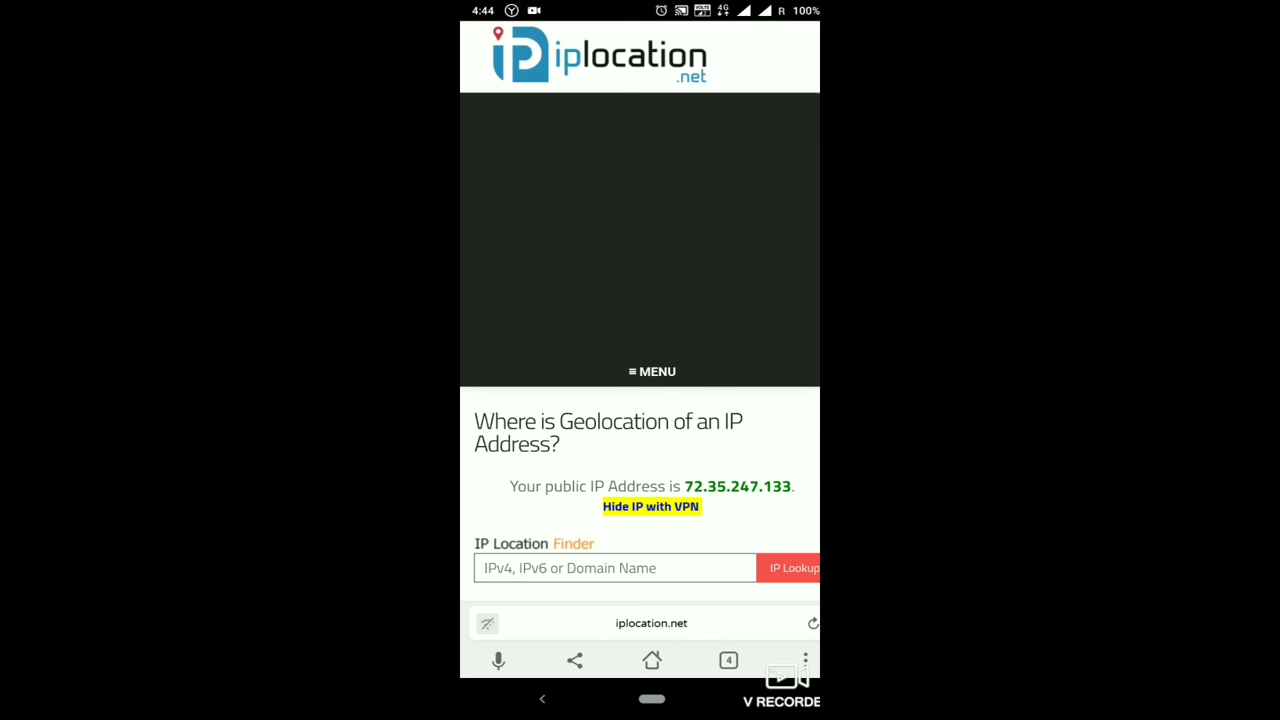 4:44 4G R 100%
iplocation
.net
≡ MENU
Where is Geolocation of an IP
Address?
Your public IP Address is 72.35.247.133.
Hide IP with VPN
IP Location Finder
IPv4, IPv6 or Domain Name IP Lookup
iplocation.net
4
V RECORDE